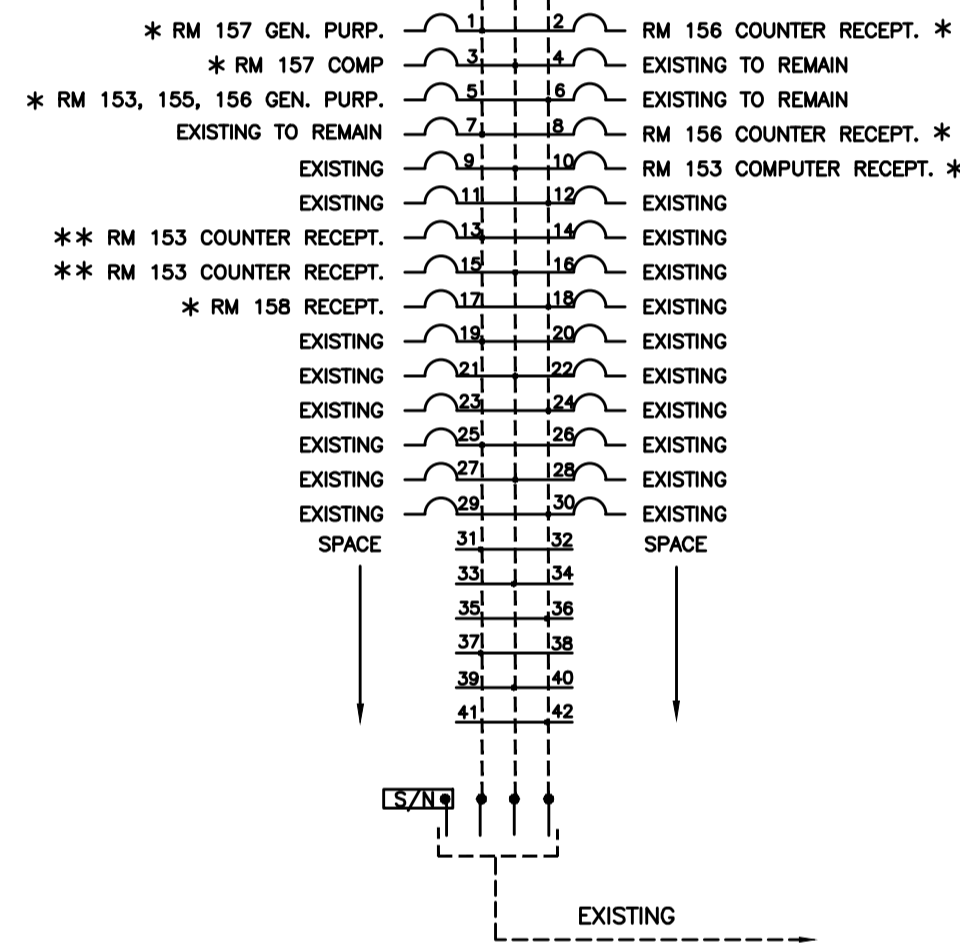 * RM 157 GEN. PURP. 1 2 RM 156 COUNTER RECEPT. *
* RM 157 COMP 3 4 EXISTING TO REMAIN
* RM 153, 155, 156 GEN. PURP. 5 6 EXISTING TO REMAIN
EXISTING TO REMAIN 7 8 RM 156 COUNTER RECEPT. *
EXISTING 9 10 RM 153 COMPUTER RECEPT. *
EXISTING 11 12 EXISTING
** RM 153 COUNTER RECEPT. 13 14 EXISTING
** RM 153 COUNTER RECEPT. 15 16 EXISTING
* RM 158 RECEPT. 17 18 EXISTING
EXISTING 19 20 EXISTING
EXISTING 21 22 EXISTING
EXISTING 23 24 EXISTING
EXISTING 25 26 EXISTING
EXISTING 27 28 EXISTING
EXISTING 29 30 EXISTING
SPACE 31 32 SPACE
33 34
35 36
37 38
39 40
41 42
S/N
EXISTING